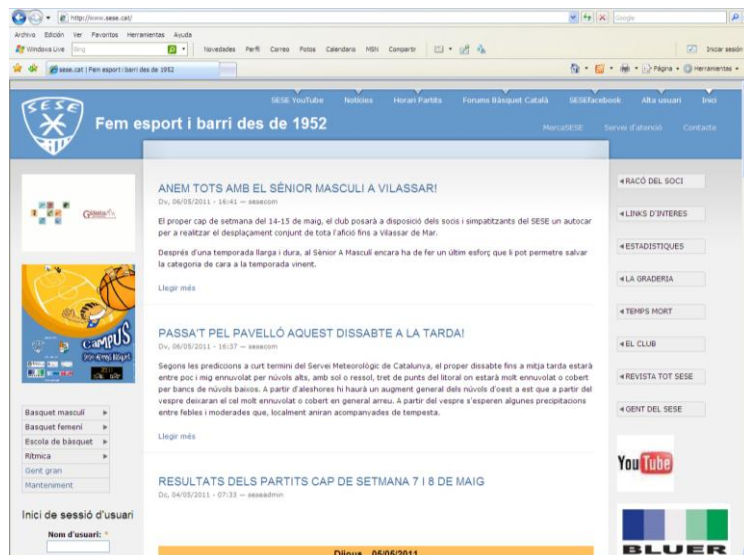 http://www.sese.cat/
Google
Archivo Edición Ver Favoritos Herramientas Ayuda
Windows Live Bing Novedades Perfil Correo Fotos Calendario MSN Compartir Iniciar sesión
sese.cat | Fem esport i barri des de 1952 Página Herramientas
SESE
SESE YouTube Notícies Horari Partits Forums Bàsquet Català SESEfacebook Alta usuari Inici
Fem esport i barri des de 1952
MarcaSESE Servei d'atenció Contacte
ANEM TOTS AMB EL SÈNIOR MASCULI A VILASSAR!
Dv, 06/05/2011 - 16:41 — sesecom
El proper cap de setmana del 14-15 de maig, el club posarà a disposició dels socis i simpatitzants del SESE un autocar
per a realitzar el desplaçament conjunt de tota l'afició fins a Vilassar de Mar.
Després d'una temporada llarga i dura, al Sènior A Masculí encara ha de fer un últim esforç que li pot permetre salvar
la categoria de cara a la temporada vinent.
Llegir més
PASSA'T PEL PAVELLÓ AQUEST DISSABTE A LA TARDA!
Dv, 06/05/2011 - 16:37 — sesecom
Segons les prediccions a curt termini del Servei Meteorològic de Catalunya, el proper dissabte fins a mitja tarda estarà
entre poc i mig ennuvolat per núvols alts, amb sol o ressol, tret de punts del litoral on estarà molt ennuvolat o cobert
per bancs de núvols baixos. A partir d'aleshores hi haurà un augment general dels núvols d'oest a est que a partir del
vespre deixaran el cel molt ennuvolat o cobert en general arreu. A partir del vespre s'esperen algunes precipitacions
entre febles i moderades que, localment aniran acompanyades de tempesta.
Llegir més
RESULTATS DELS PARTITS CAP DE SETMANA 7 I 8 DE MAIG
Dc, 04/05/2011 - 07:33 — seseadmin
Dijous 05/05/2011
CAMPUS
2011
Basquet masculí
Basquet femení
Escola de bàsquet
Rítmica
Gent gran
Manteniment
Inici de sessió d'usuari
Nom d'usuari: *
RACÓ DEL SOCI
LINKS D'INTERES
ESTADISTIQUES
LA GRADERIA
TEMPS MORT
EL CLUB
REVISTA TOT SESE
GENT DEL SESE
YouTube
BLUER